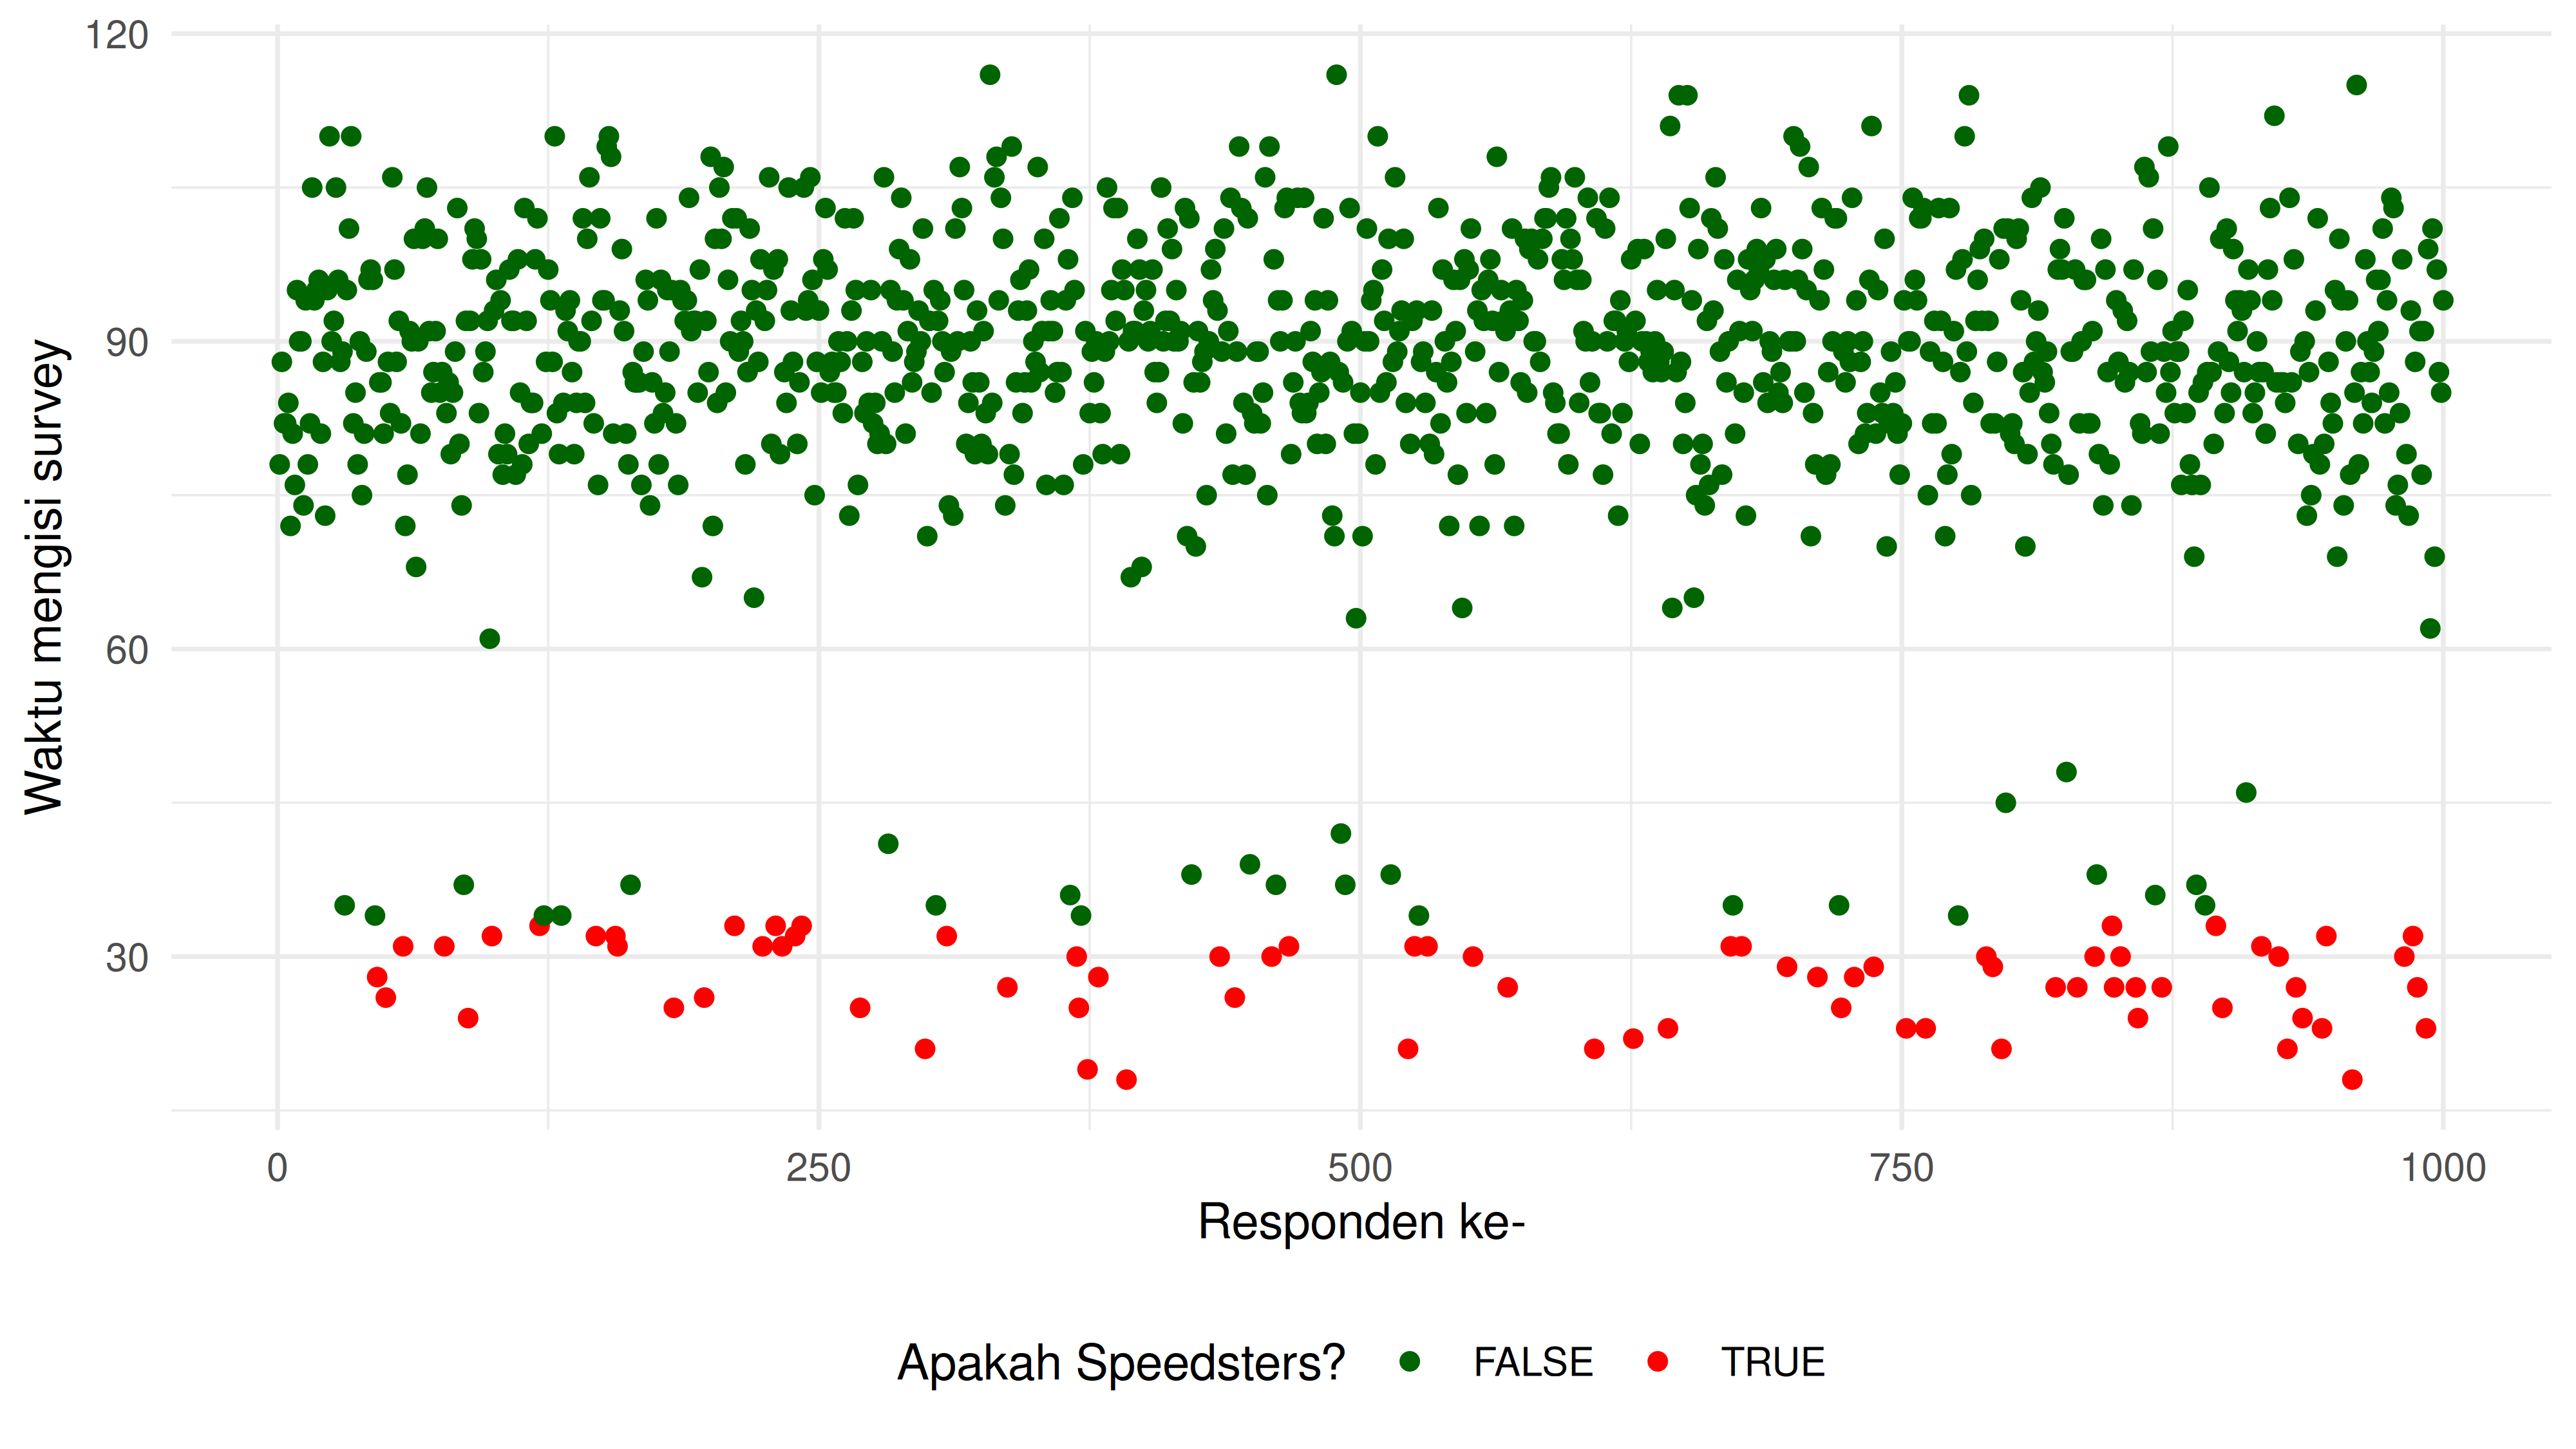 120
90
60
30
Waktu mengisi survey
0 250 500 750 1000
Responden ke-
Apakah Speedsters? FALSE TRUE